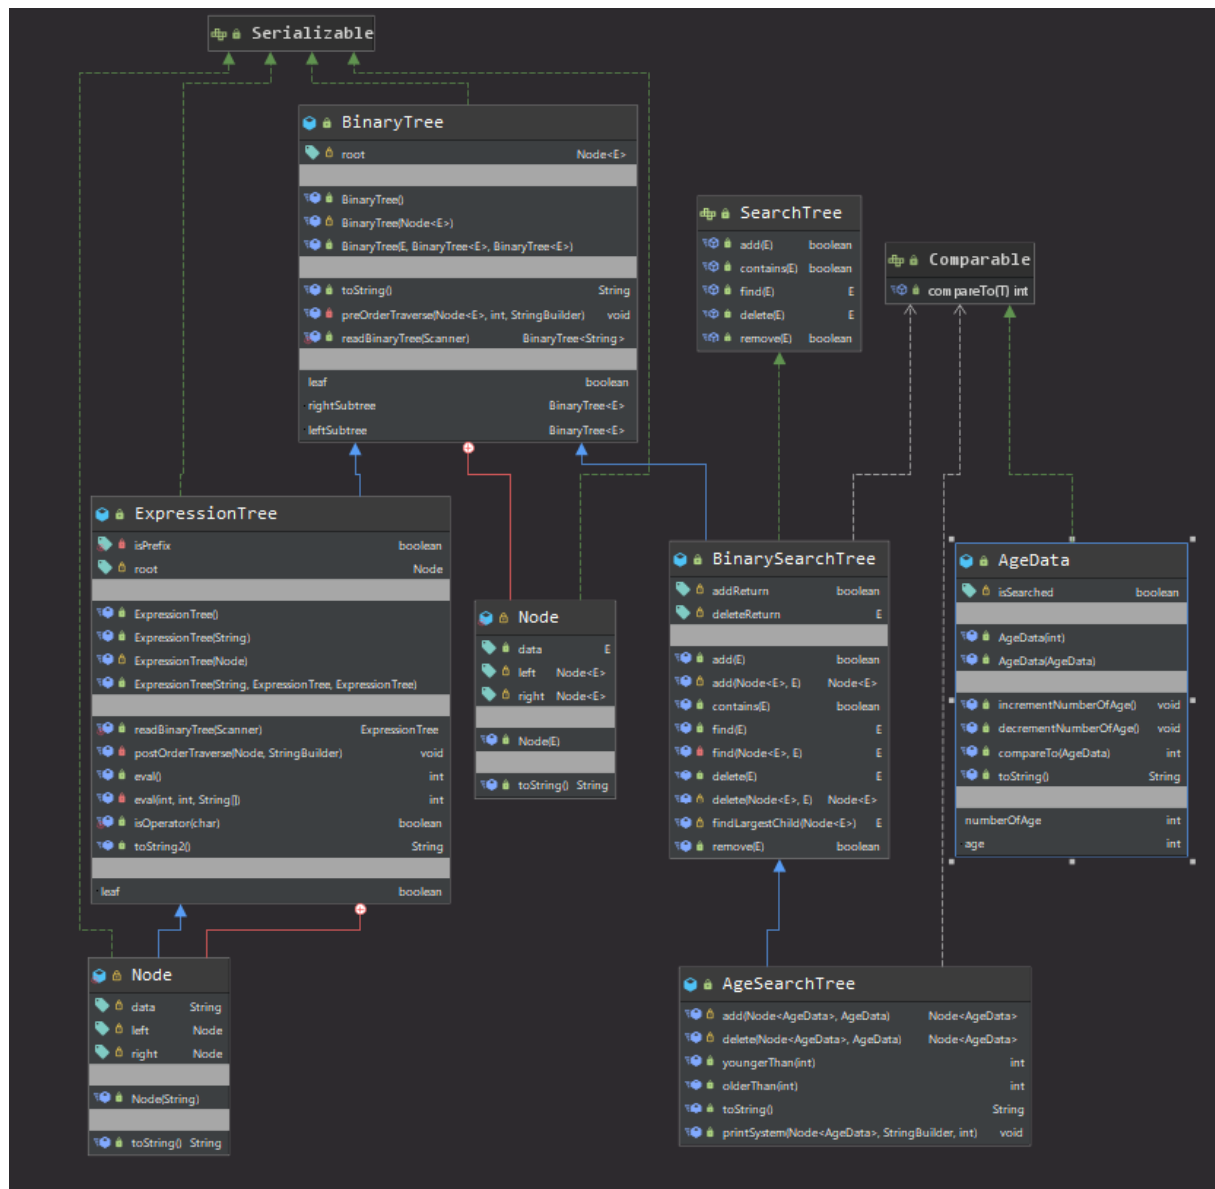 Serializable
BinaryTree
root Node<E>
BinaryTree()
BinaryTree(Node<E>)
BinaryTree(E, BinaryTree<E>, BinaryTree<E>)
toString() String
preOrderTraverse(Node<E>, int, StringBuilder) void
readBinaryTree(Scanner) BinaryTree<String>
leaf boolean
rightSubtree BinaryTree<E>
leftSubtree BinaryTree<E>
SearchTree
add(E) boolean
contains(E) boolean
find(E) E
delete(E) E
remove(E) boolean
Comparable
compareTo(T) int
ExpressionTree
isPrefix boolean
root Node
ExpressionTree()
ExpressionTree(String)
ExpressionTree(Node)
ExpressionTree(String, ExpressionTree, ExpressionTree)
readBinaryTree(Scanner) ExpressionTree
postOrderTraverse(Node, StringBuilder) void
eval() int
eval(int, int, String[]) int
isOperator(char) boolean
toString2() String
leaf boolean
Node
data E
left Node<E>
right Node<E>
Node(E)
toString() String
BinarySearchTree
addReturn boolean
deleteReturn E
add(E) boolean
add(Node<E>, E) Node<E>
contains(E) boolean
find(E) E
find(Node<E>, E) E
delete(E) E
delete(Node<E>, E) Node<E>
findLargestChild(Node<E>) E
remove(E) boolean
AgeData
isSearched boolean
AgeData(int)
AgeData(AgeData)
incrementNumberOfAge() void
decrementNumberOfAge() void
compareTo(AgeData) int
toString() String
numberOfAge int
age int
Node
data String
left Node
right Node
Node(String)
toString() String
AgeSearchTree
add(Node<AgeData>, AgeData) Node<AgeData>
delete(Node<AgeData>, AgeData) Node<AgeData>
youngerThan(int) int
olderThan(int) int
toString() String
printSystem(Node<AgeData>, StringBuilder, int) void